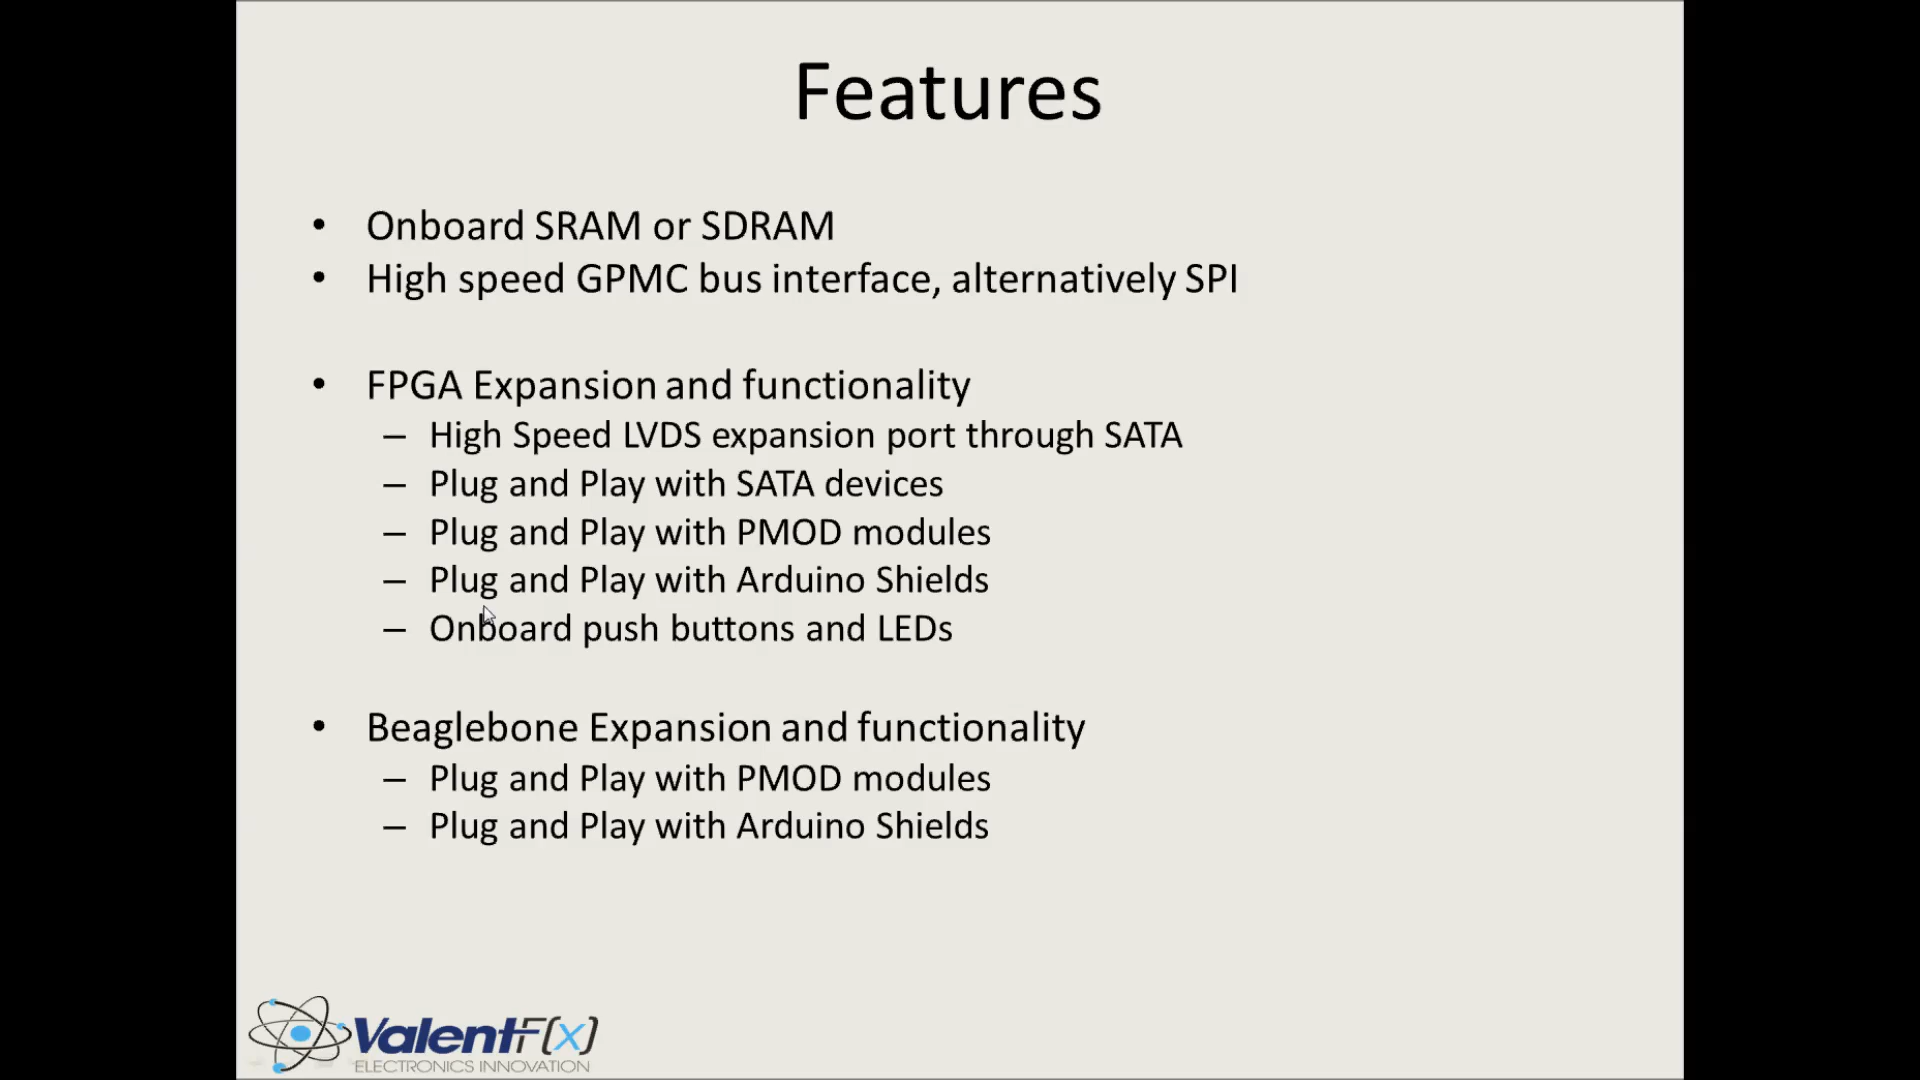 Features
• Onboard SRAM or SDRAM
• High speed GPMC bus interface, alternatively SPI
• FPGA Expansion and functionality
– High Speed LVDS expansion port through SATA
– Plug and Play with SATA devices
– Plug and Play with PMOD modules
– Plug and Play with Arduino Shields
– Onboard push buttons and LEDs
• Beaglebone Expansion and functionality
– Plug and Play with PMOD modules
– Plug and Play with Arduino Shields
ValentF(x)
ELECTRONICS INNOVATION